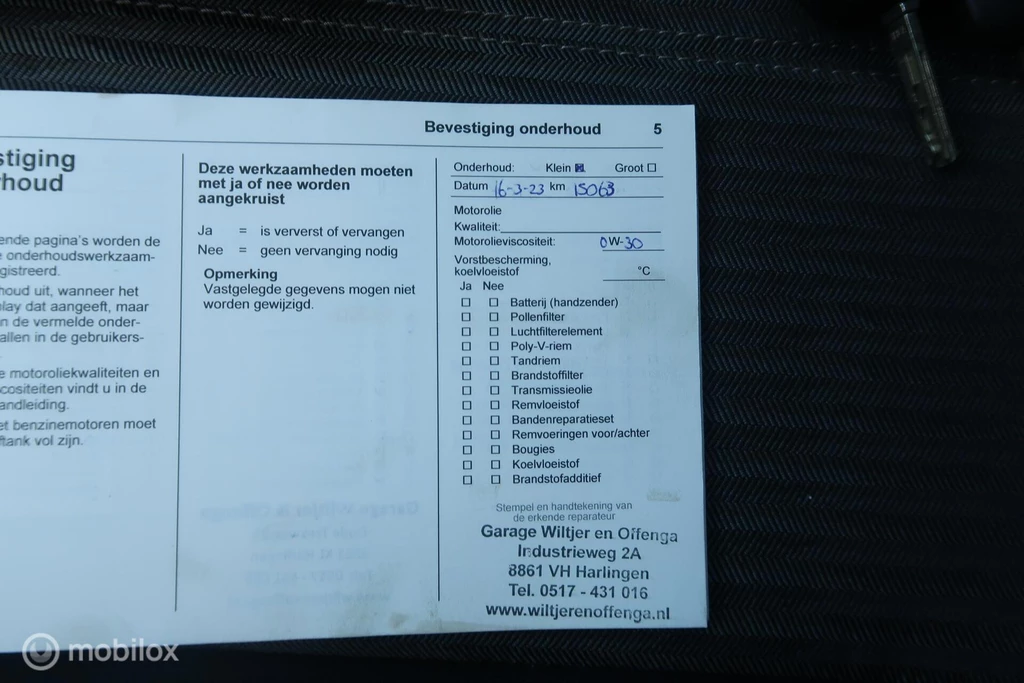 Bevestiging onderhoud 5
stiging
rhoud
ende pagina's worden de
e onderhoudswerkzaam-
gistreerd.
houd uit, wanneer het
play dat aangeeft, maar
n de vermelde onder-
allen in de gebruikers-
e motoroliekwaliteiten en
cositeiten vindt u in de
andleiding.
et benzinemotoren moet
ftank vol zijn.
Deze werkzaamheden moeten
met ja of nee worden
aangekruist
Ja = is ververst of vervangen
Nee = geen vervanging nodig
Opmerking
Vastgelegde gegevens mogen niet
worden gewijzigd.
Onderhoud: Klein Groot
Datum 16-3-23 km 15063
Motorolie
Kwaliteit:
Motorolieviscositeit: 0W-30
Vorstbescherming,
koelvloeistof °C
Ja Nee
Batterij (handzender)
Pollenfilter
Luchtfilterelement
Poly-V-riem
Tandriem
Brandstoffilter
Transmissieolie
Remvloeistof
Bandenreparatieset
Remvoeringen voor/achter
Bougies
Koelvloeistof
Brandstofadditief
Stempel en handtekening van
de erkende reparateur
Garage Wiltjer en Offenga
Industrieweg 2A
8861 VH Harlingen
Tel. 0517 - 431 016
www.wiltjerenoffenga.nl
mobilox